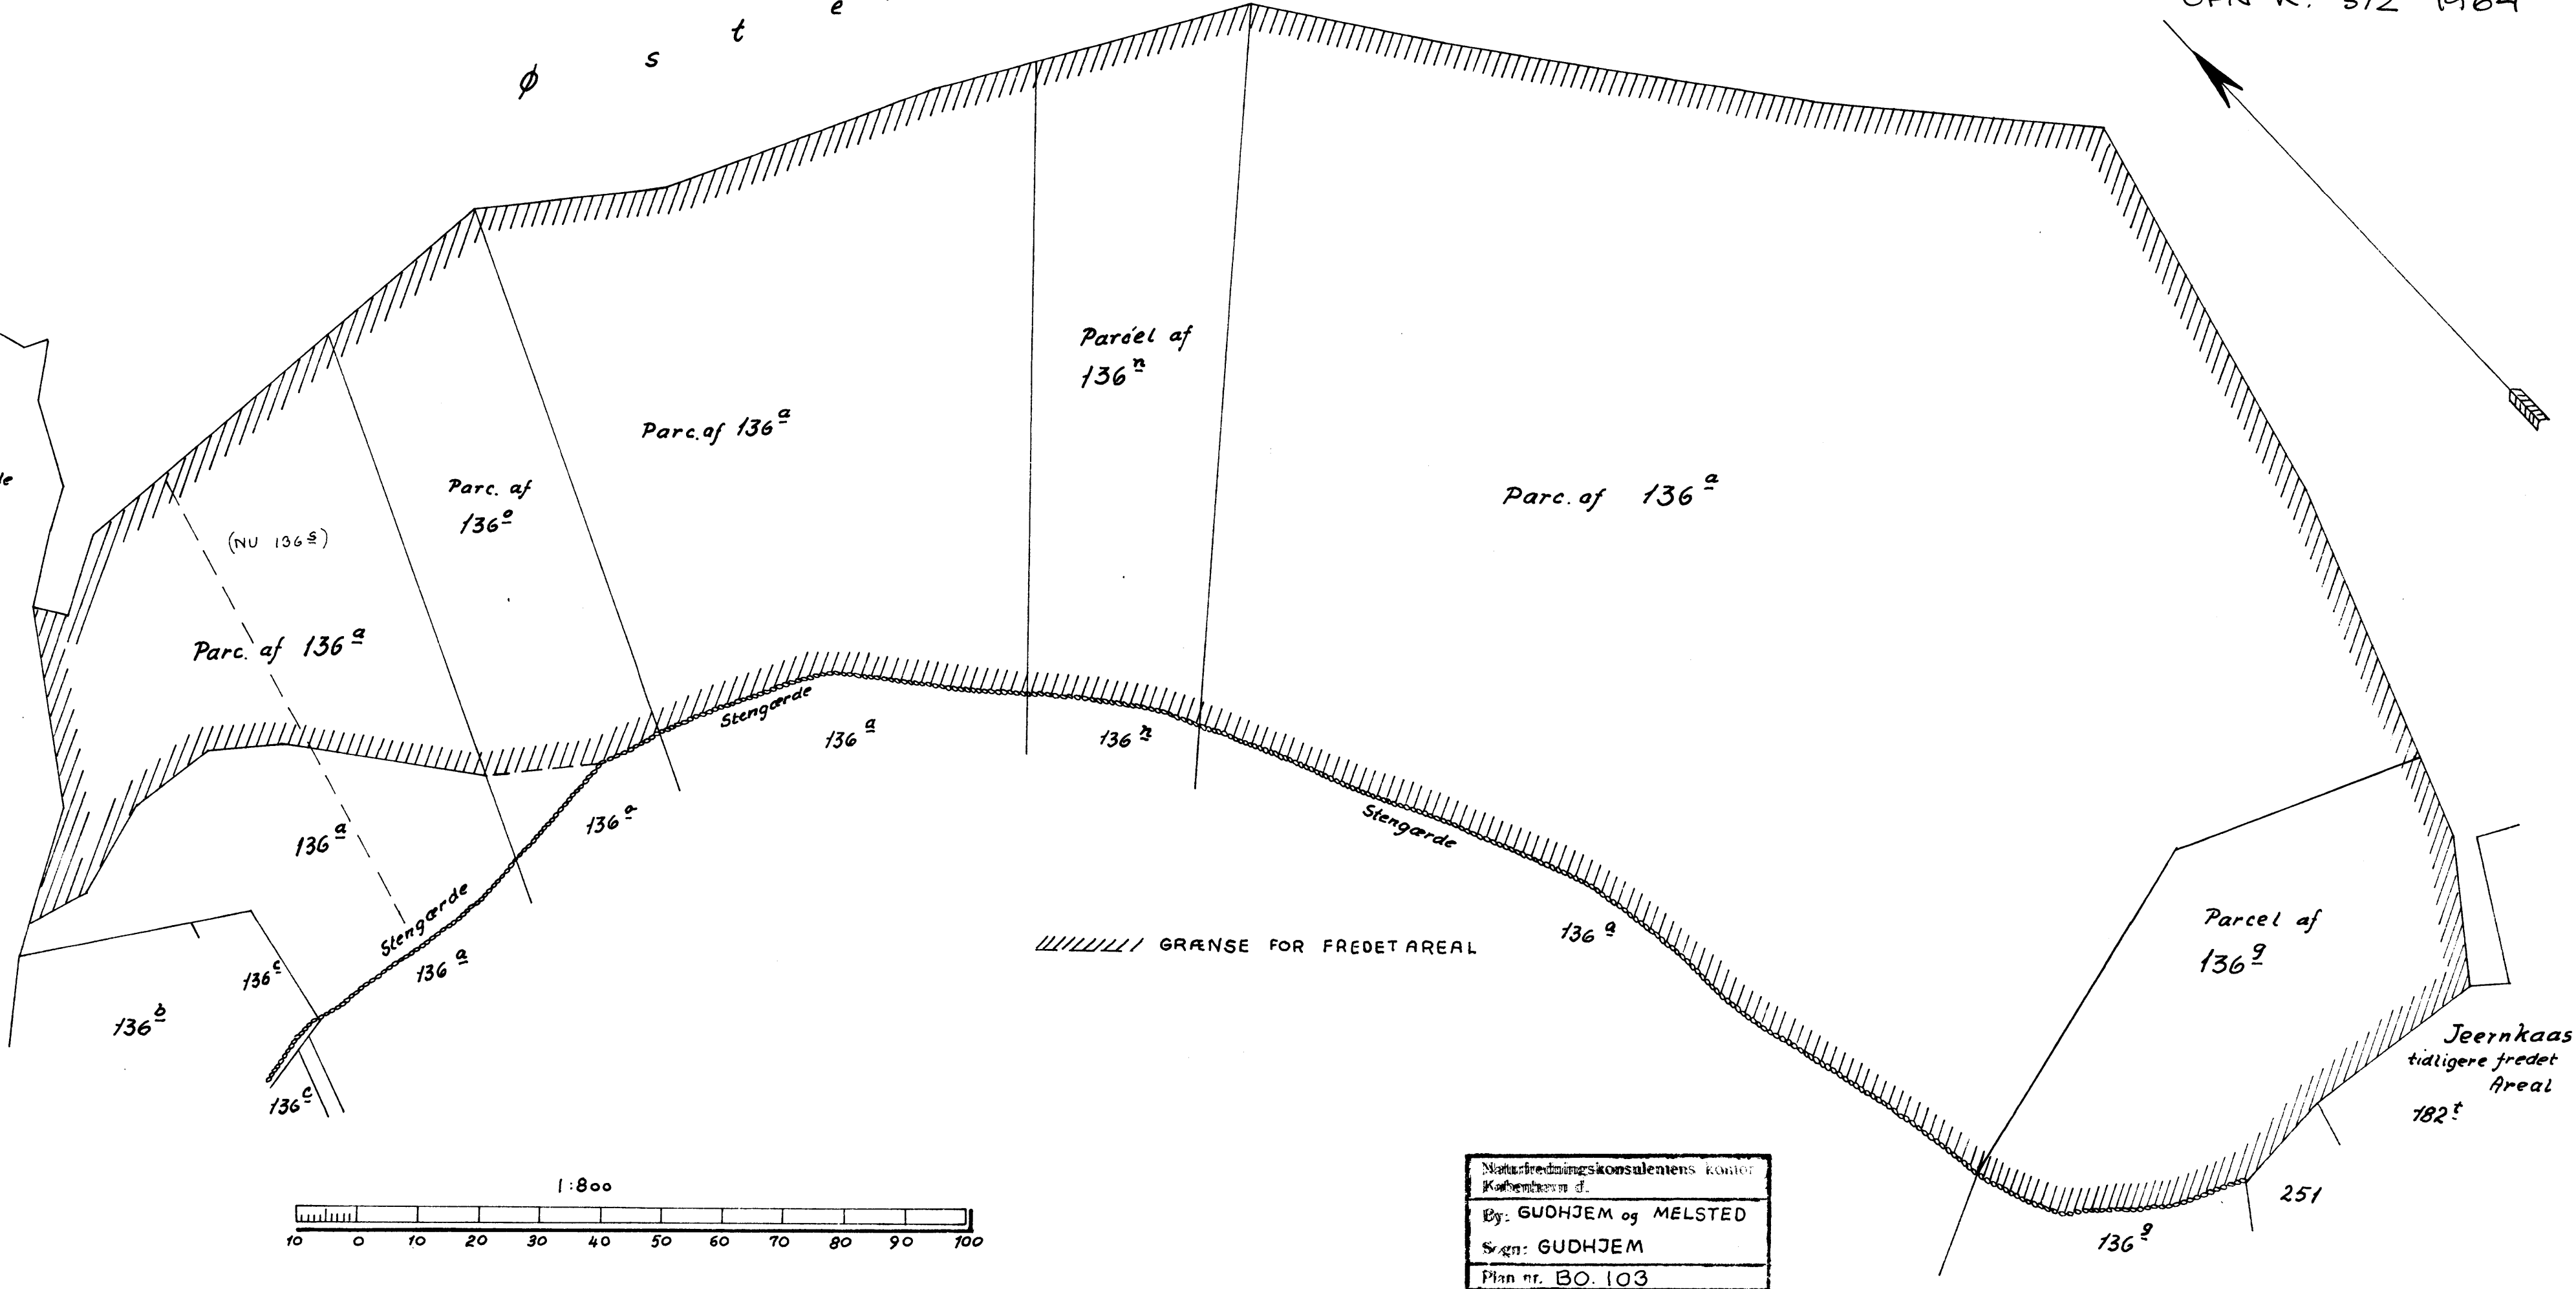 Ø s t e
1964
Parcel af
136 n
Parc. af 136 a
Parc. af
136 o
Parc. af 136 a
(NU 136 s)
Parc. af 136 a
Stengærde
136 a
136 n
136 a
Stengærde
136 a
Stengærde
136 a
136 c
136 b
136 c
GRÆNSE FOR FREDET AREAL
136 a
Parcel af
136 g
Jeernkaas
tidligere fredet
Areal
182 t
251
136 g
1:800
10 0 10 20 30 40 50 60 70 80 90 100
Naturfredningskonsulentens kontor
København
By: GUDHJEM og MELSTED
Sogn: GUDHJEM
Plan nr. BO. 103